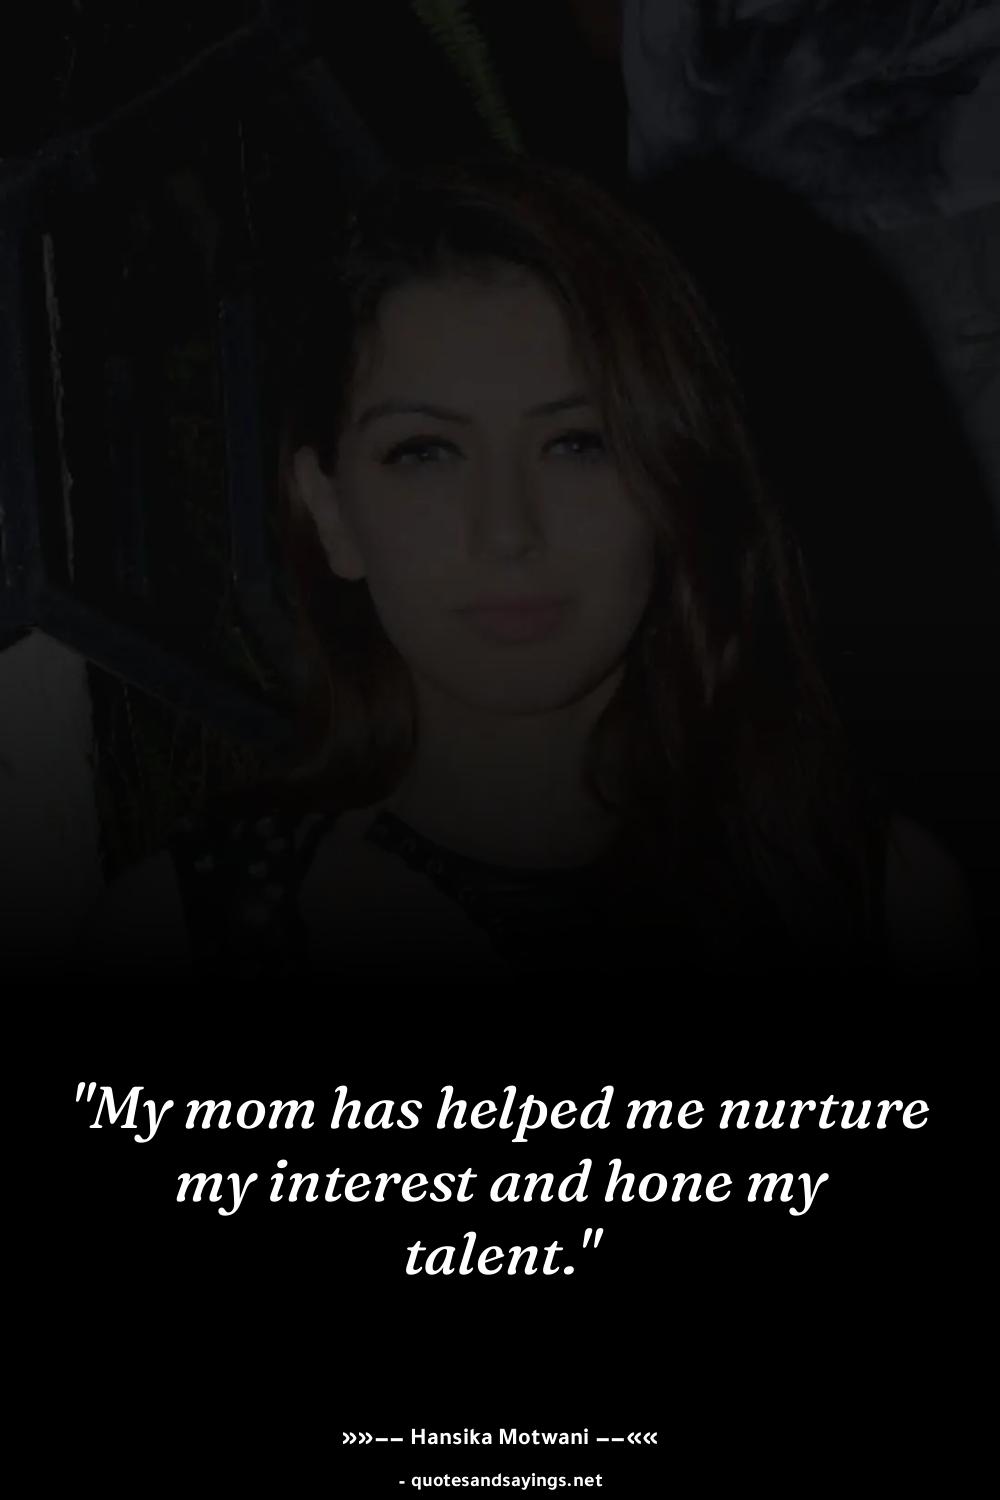 "My mom has helped me nurture
my interest and hone my
talent."
»»−− Hansika Motwani −−««
- quotesandsayings.net